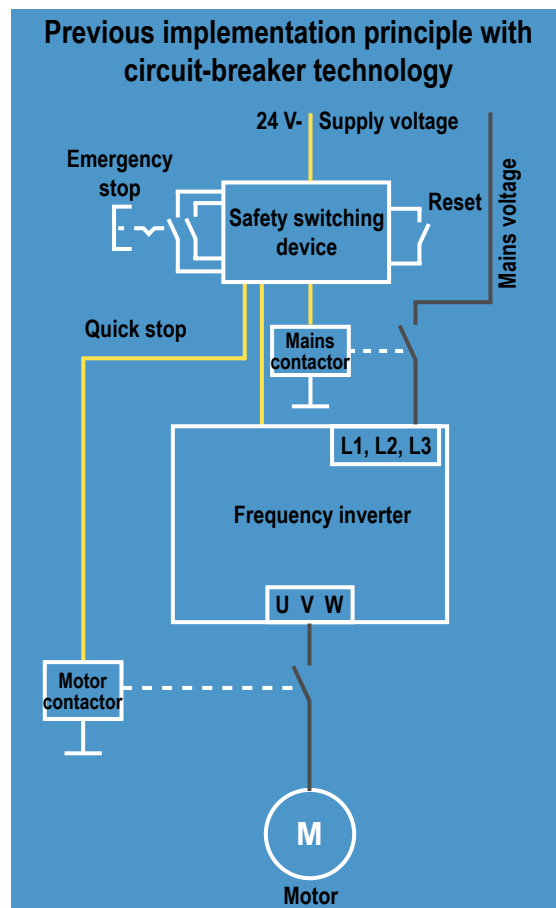 Previous implementation principle with
circuit-breaker technology
24 V- Supply voltage
Emergency
stop
Safety switching
device
Reset
Mains voltage
Quick stop
Mains
contactor
L1, L2, L3
Frequency inverter
U V W
Motor
contactor
M
Motor